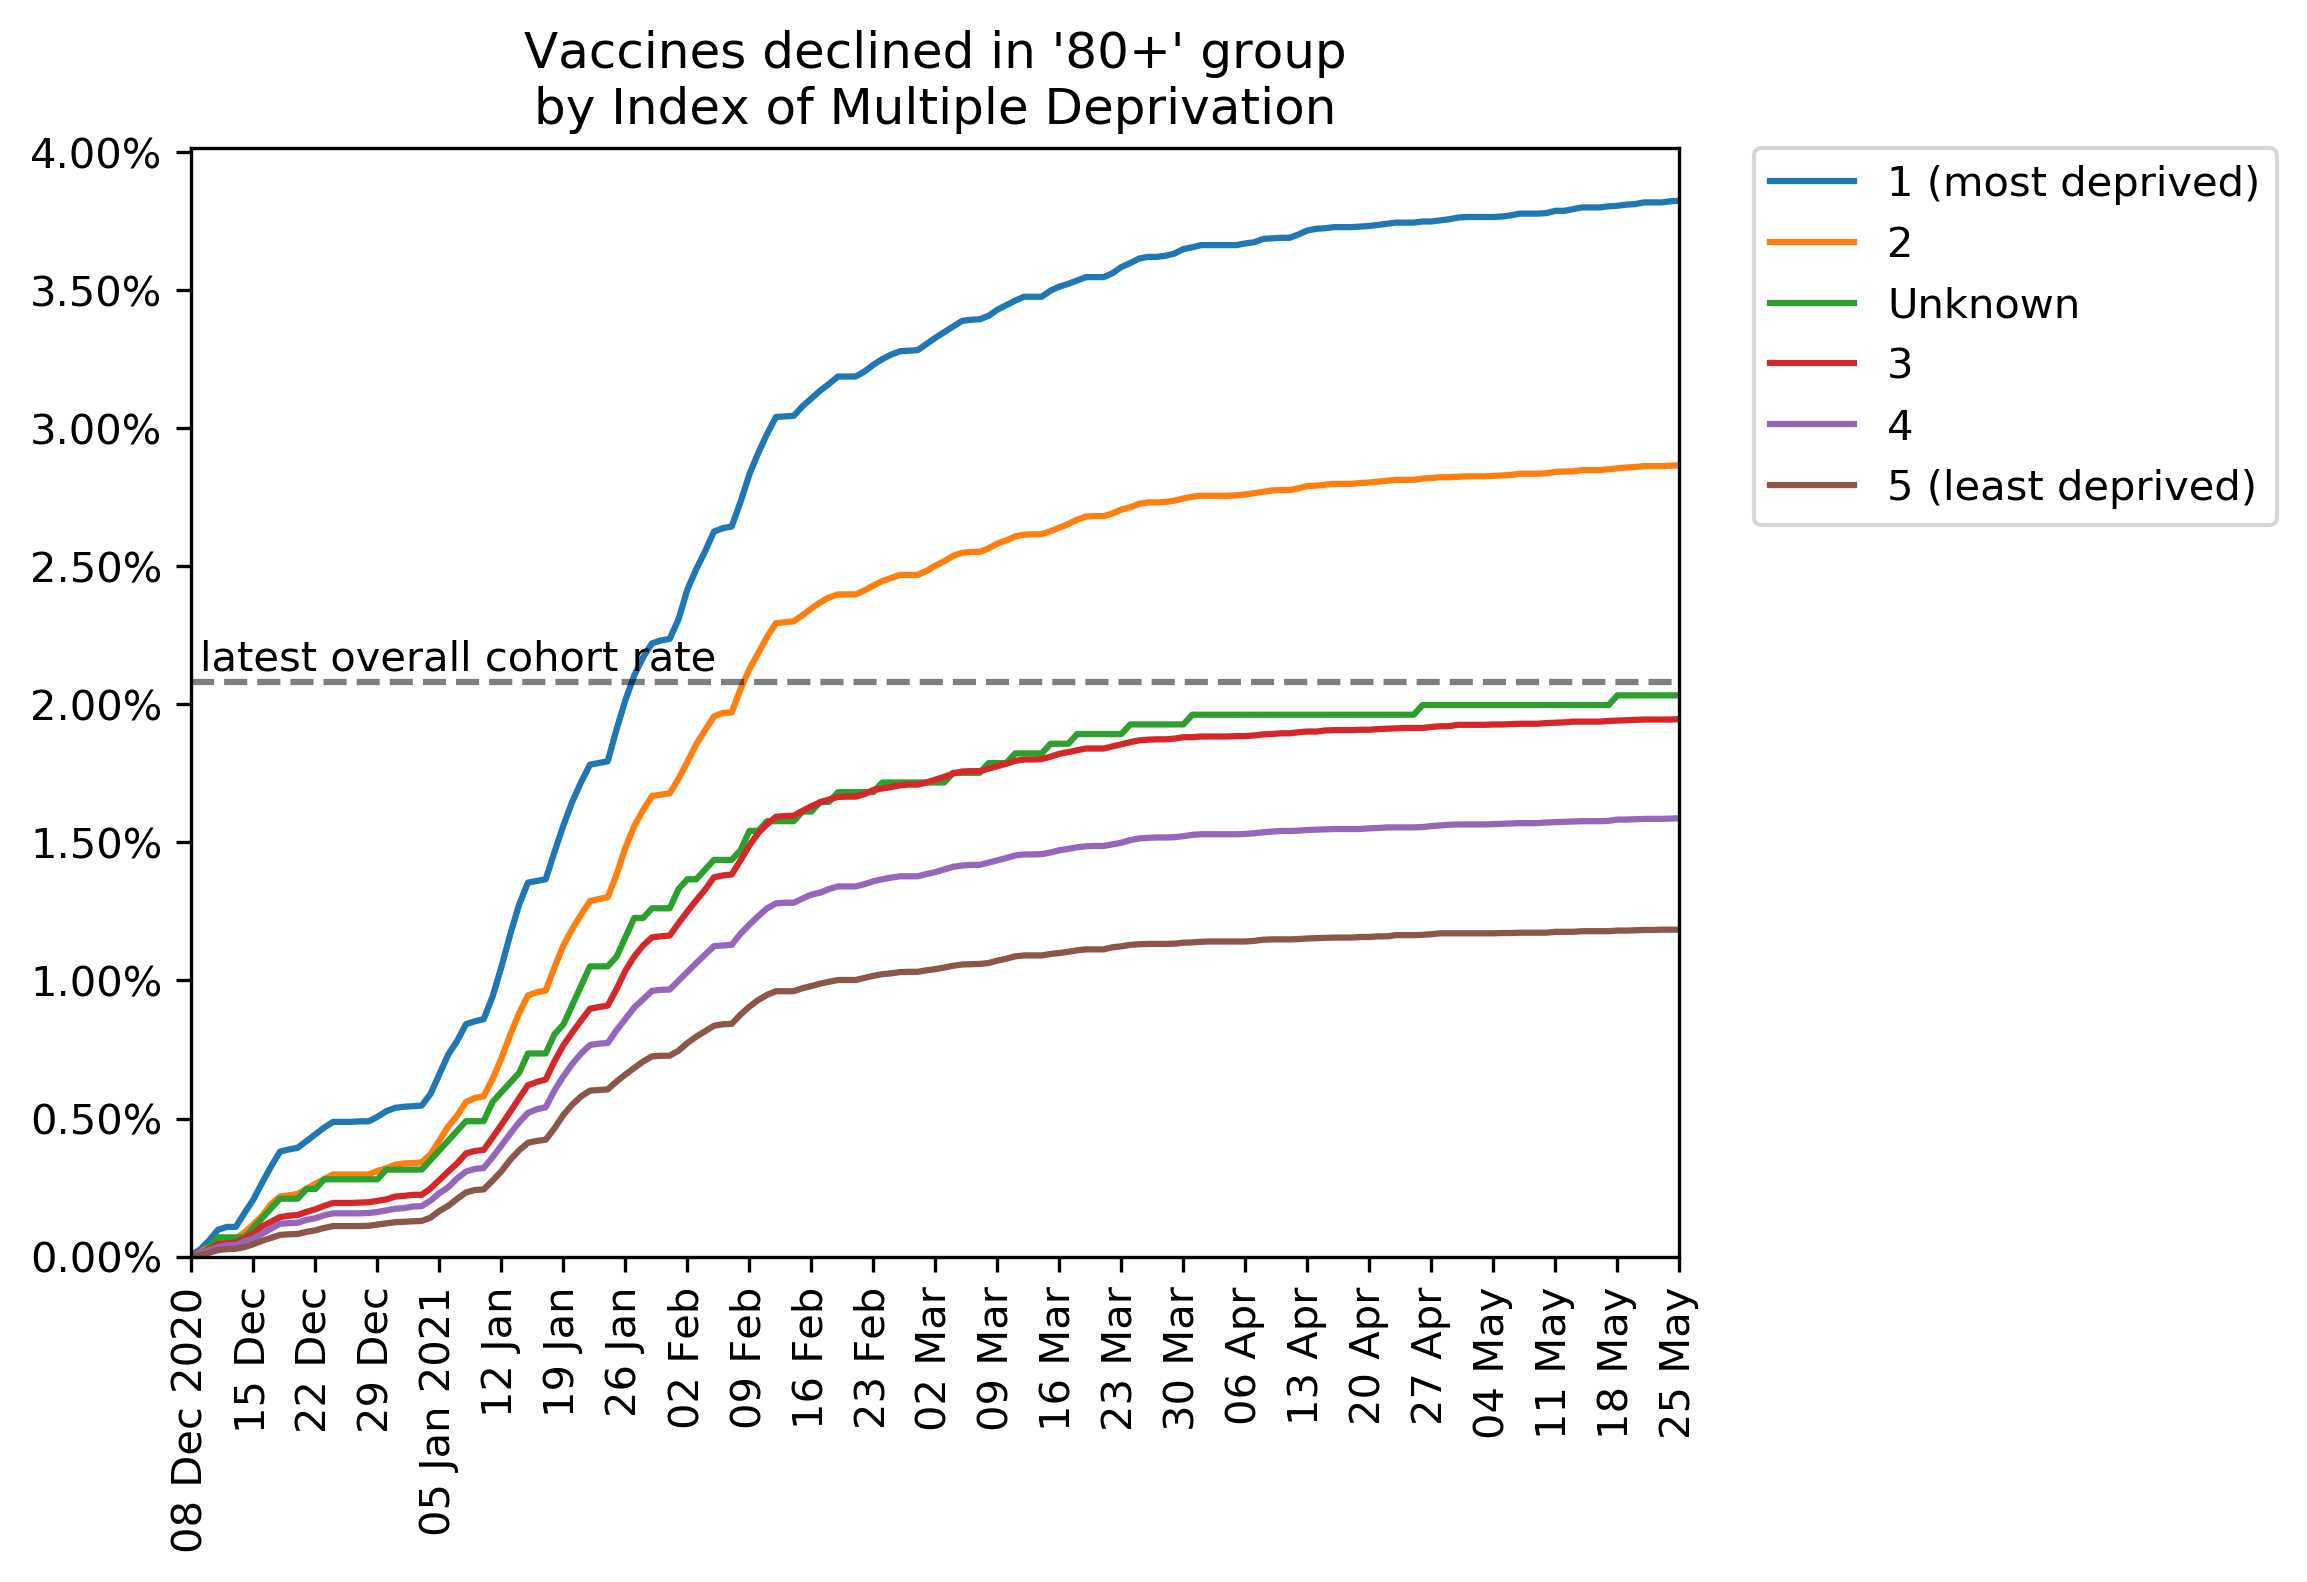 Vaccines declined in '80+' group
by Index of Multiple Deprivation
4.00%
3.50%
3.00%
2.50%
2.00%
1.50%
1.00%
0.50%
0.00%
latest overall cohort rate
08 Dec 2020
15 Dec
22 Dec
29 Dec
05 Jan 2021
12 Jan
19 Jan
26 Jan
02 Feb
09 Feb
16 Feb
23 Feb
02 Mar
09 Mar
16 Mar
23 Mar
30 Mar
06 Apr
13 Apr
20 Apr
27 Apr
04 May
11 May
18 May
25 May
1 (most deprived)
2
Unknown
3
4
5 (least deprived)